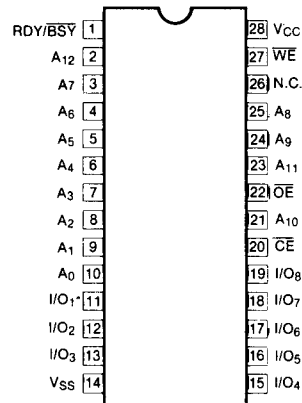 RDY/BSY 1 28 VCC
A12 2 27 WE
A7 3 26 N.C.
A6 4 25 A8
A5 5 24 A9
A4 6 23 A11
A3 7 22 OE
A2 8 21 A10
A1 9 20 CE
A0 10 19 I/O8
I/O1* 11 18 I/O7
I/O2 12 17 I/O6
I/O3 13 16 I/O5
VSS 14 15 I/O4